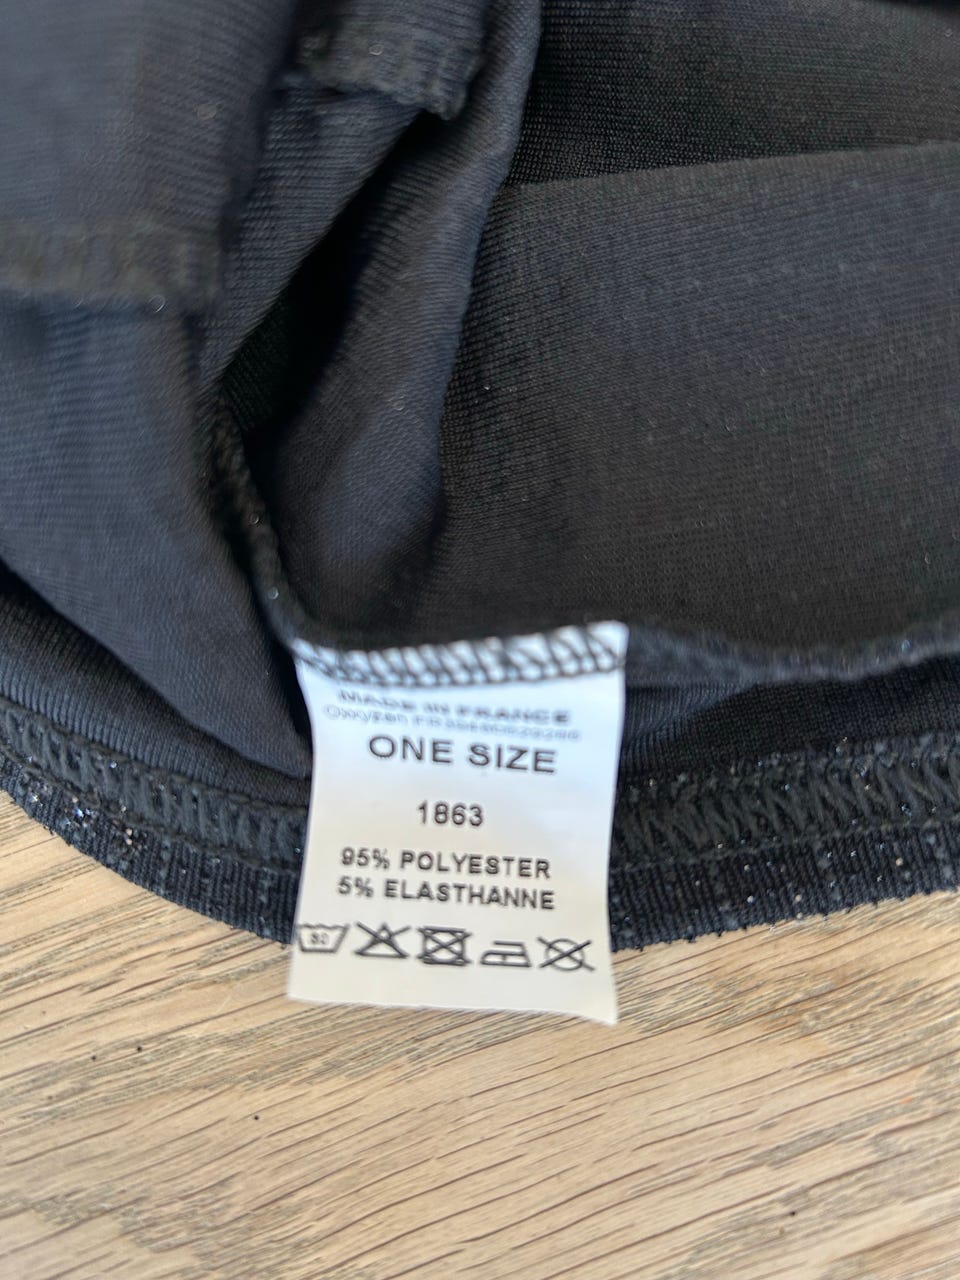 MADE IN FRANCE
ONE SIZE
1863
95% POLYESTER
5% ELASTHANNE